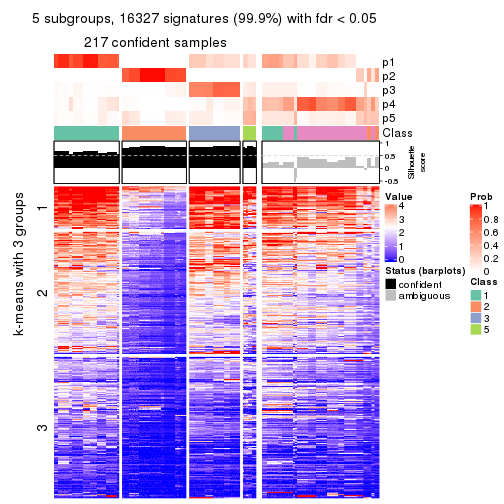 5 subgroups, 16327 signatures (99.9%) with fdr < 0.05
217 confident samples
p1
p2
p3
p4
p5
Class
1
0.5
0
-0.5
Silhouette
score
k-means with 3 groups
1
2
3
Value
4
3
2
1
0
Status (barplots)
confident
ambiguous
Prob
1
0.8
0.6
0.4
0.2
0
Class
1
2
3
5